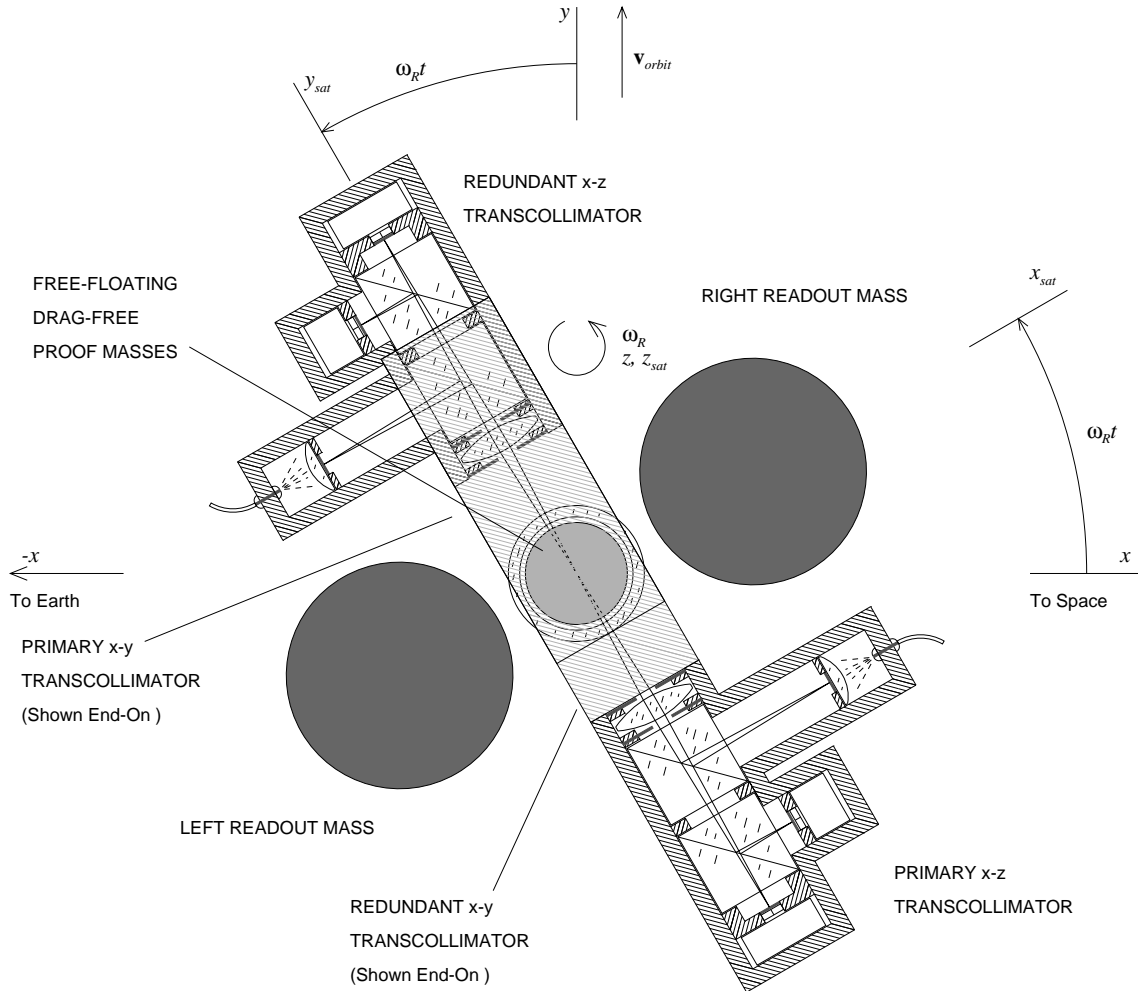 y
v orbit
ω_R t
y_sat
REDUNDANT x-z
TRANSCOLLIMATOR
FREE-FLOATING
DRAG-FREE
PROOF MASSES
x_sat
RIGHT READOUT MASS
ω_R
z, z_sat
ω_R t
-x
To Earth
x
To Space
PRIMARY x-y
TRANSCOLLIMATOR
(Shown End-On )
LEFT READOUT MASS
PRIMARY x-z
TRANSCOLLIMATOR
REDUNDANT x-y
TRANSCOLLIMATOR
(Shown End-On )